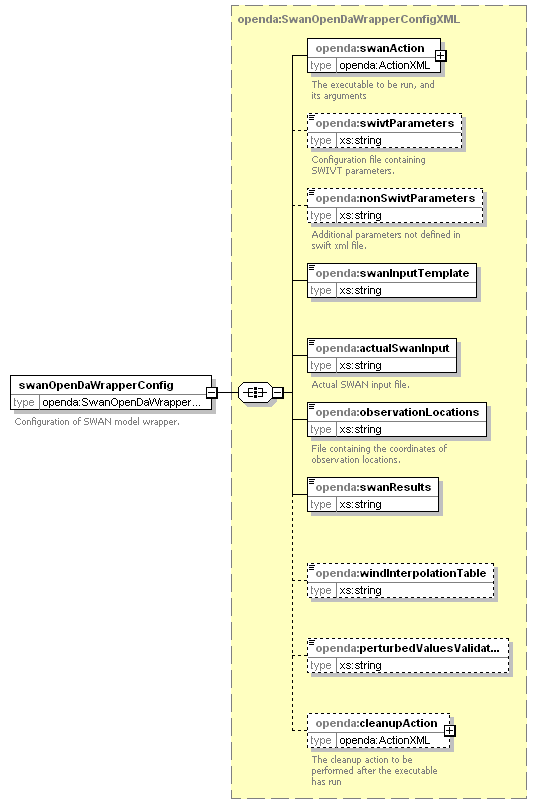 openda:SwanOpenDaWrapperConfigXML
openda:swanAction
type openda:ActionXML
The executable to be run, and
its arguments
openda:swivtParameters
type xs:string
Configuration file containing
SWIVT parameters.
openda:nonSwivtParameters
type xs:string
Additional parameters not defined in
swift xml file.
openda:swanInputTemplate
type xs:string
openda:actualSwanInput
type xs:string
Actual SWAN input file.
swanOpenDaWrapperConfig
type openda:SwanOpenDaWrapper...
Configuration of SWAN model wrapper.
openda:observationLocations
type xs:string
File containing the coordinates of
observation locations.
openda:swanResults
type xs:string
openda:windInterpolationTable
type xs:string
openda:perturbedValuesValidat...
type xs:string
openda:cleanupAction
type openda:ActionXML
The cleanup action to be
performed after the executable
has run